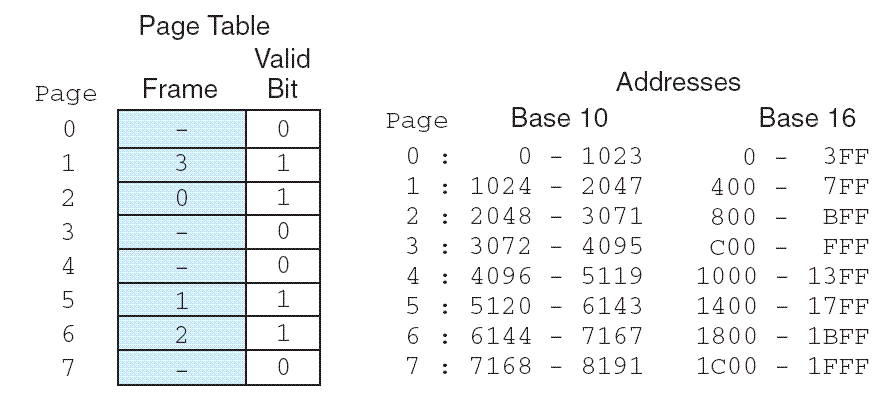 Page Table
Page Frame Valid Bit
0 - 0
1 3 1
2 0 1
3 - 0
4 - 0
5 1 1
6 2 1
7 - 0
Addresses
Page Base 10 Base 16
0 : 0 - 1023 0 - 3FF
1 : 1024 - 2047 400 - 7FF
2 : 2048 - 3071 800 - BFF
3 : 3072 - 4095 C00 - FFF
4 : 4096 - 5119 1000 - 13FF
5 : 5120 - 6143 1400 - 17FF
6 : 6144 - 7167 1800 - 1BFF
7 : 7168 - 8191 1C00 - 1FFF